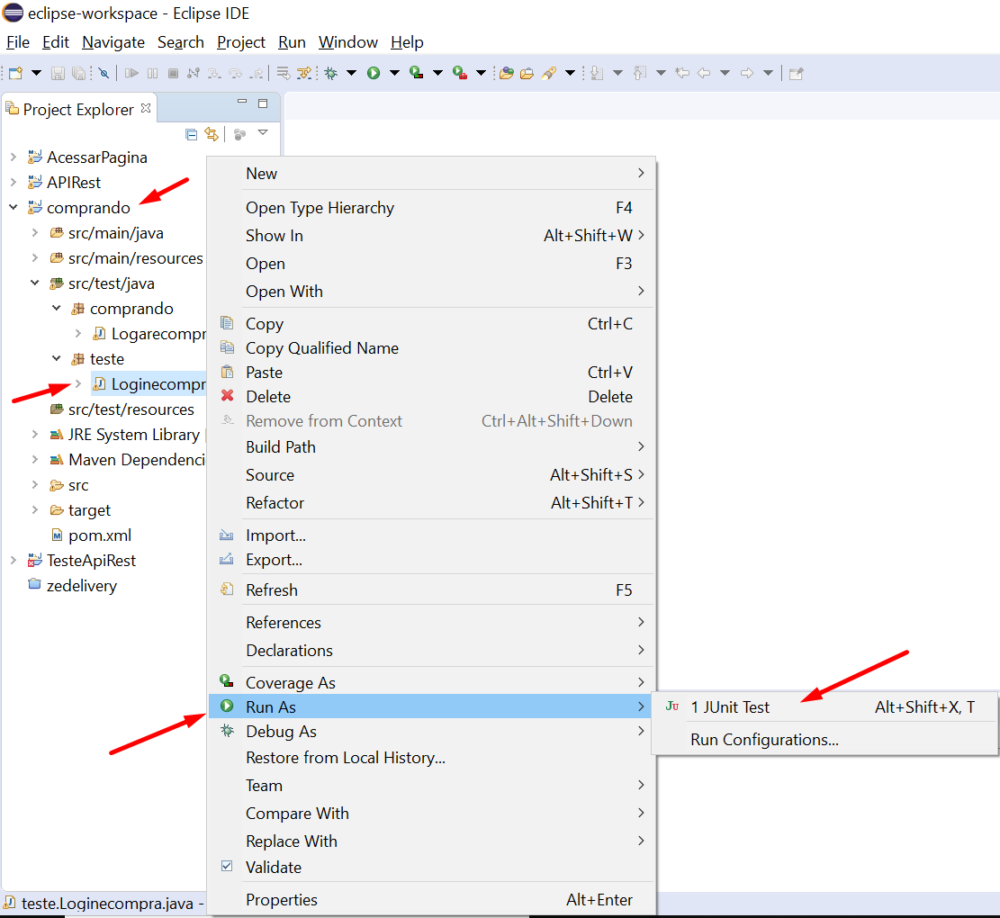 eclipse-workspace - Eclipse IDE
File Edit Navigate Search Project Run Window Help
Project Explorer
AcessarPagina
APIRest
comprando
src/main/java
src/main/resources
src/test/java
comprando
Logarecompr
teste
Loginecompr
src/test/resources
JRE System Library
Maven Dependenci
src
target
pom.xml
TesteApiRest
zedelivery
New
Open Type Hierarchy F4
Show In Alt+Shift+W
Open F3
Open With
Copy Ctrl+C
Copy Qualified Name
Paste Ctrl+V
Delete Delete
Remove from Context Ctrl+Alt+Shift+Down
Build Path
Source Alt+Shift+S
Refactor Alt+Shift+T
Import...
Export...
Refresh F5
References
Declarations
Coverage As
Run As
Debug As
Restore from Local History...
Team
Compare With
Replace With
Validate
Properties Alt+Enter
Ju 1 JUnit Test Alt+Shift+X, T
Run Configurations...
teste.Loginecompra.java -